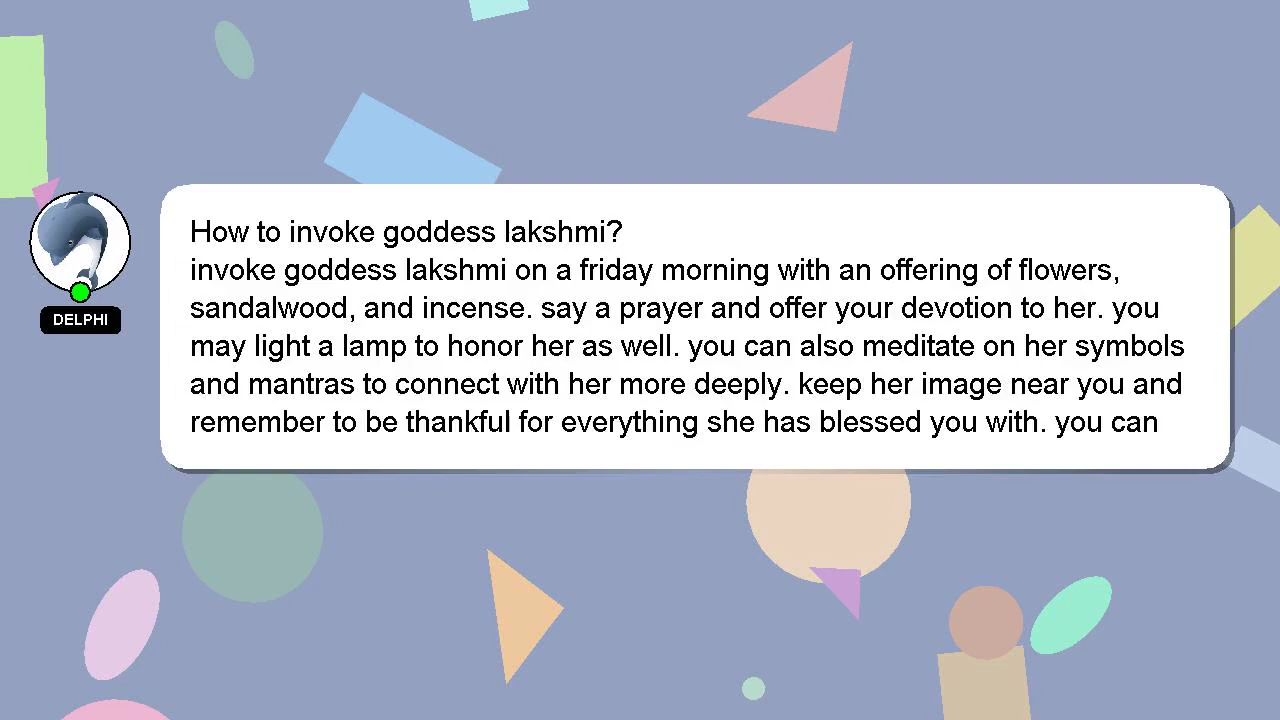 How to invoke goddess lakshmi?
invoke goddess lakshmi on a friday morning with an offering of flowers,
sandalwood, and incense. say a prayer and offer your devotion to her. you
may light a lamp to honor her as well. you can also meditate on her symbols
and mantras to connect with her more deeply. keep her image near you and
remember to be thankful for everything she has blessed you with. you can
DELPHI